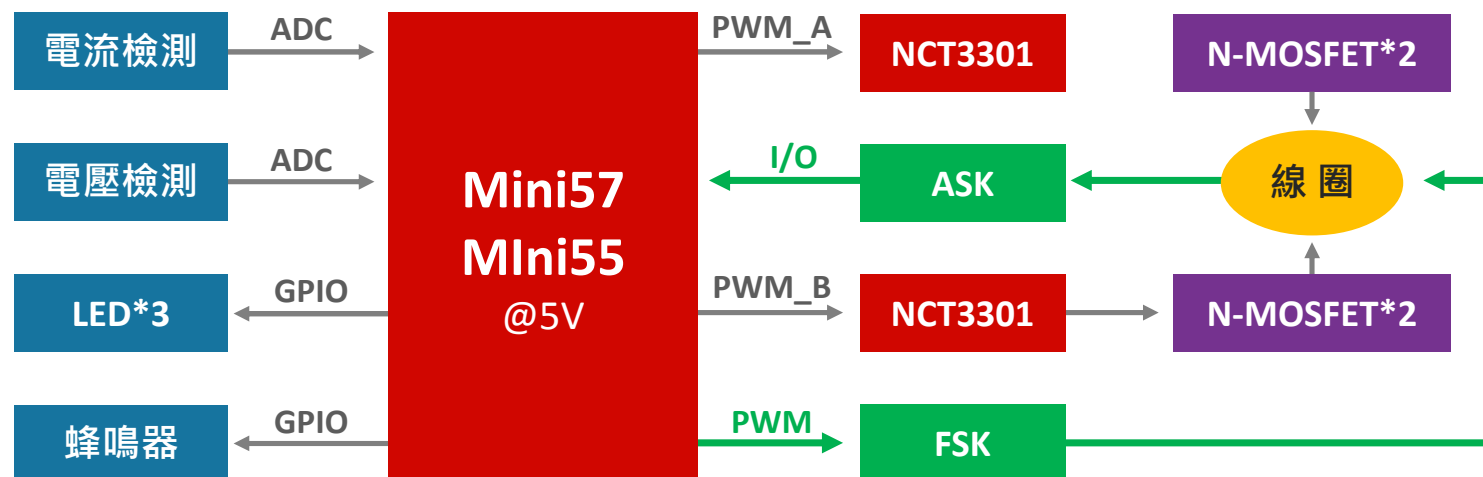 電流檢測
ADC
PWM_A
NCT3301
N-MOSFET*2
電壓檢測
ADC
Mini57
MIni55
@5V
I/O
ASK
線 圈
LED*3
GPIO
PWM_B
NCT3301
N-MOSFET*2
蜂鳴器
GPIO
PWM
FSK